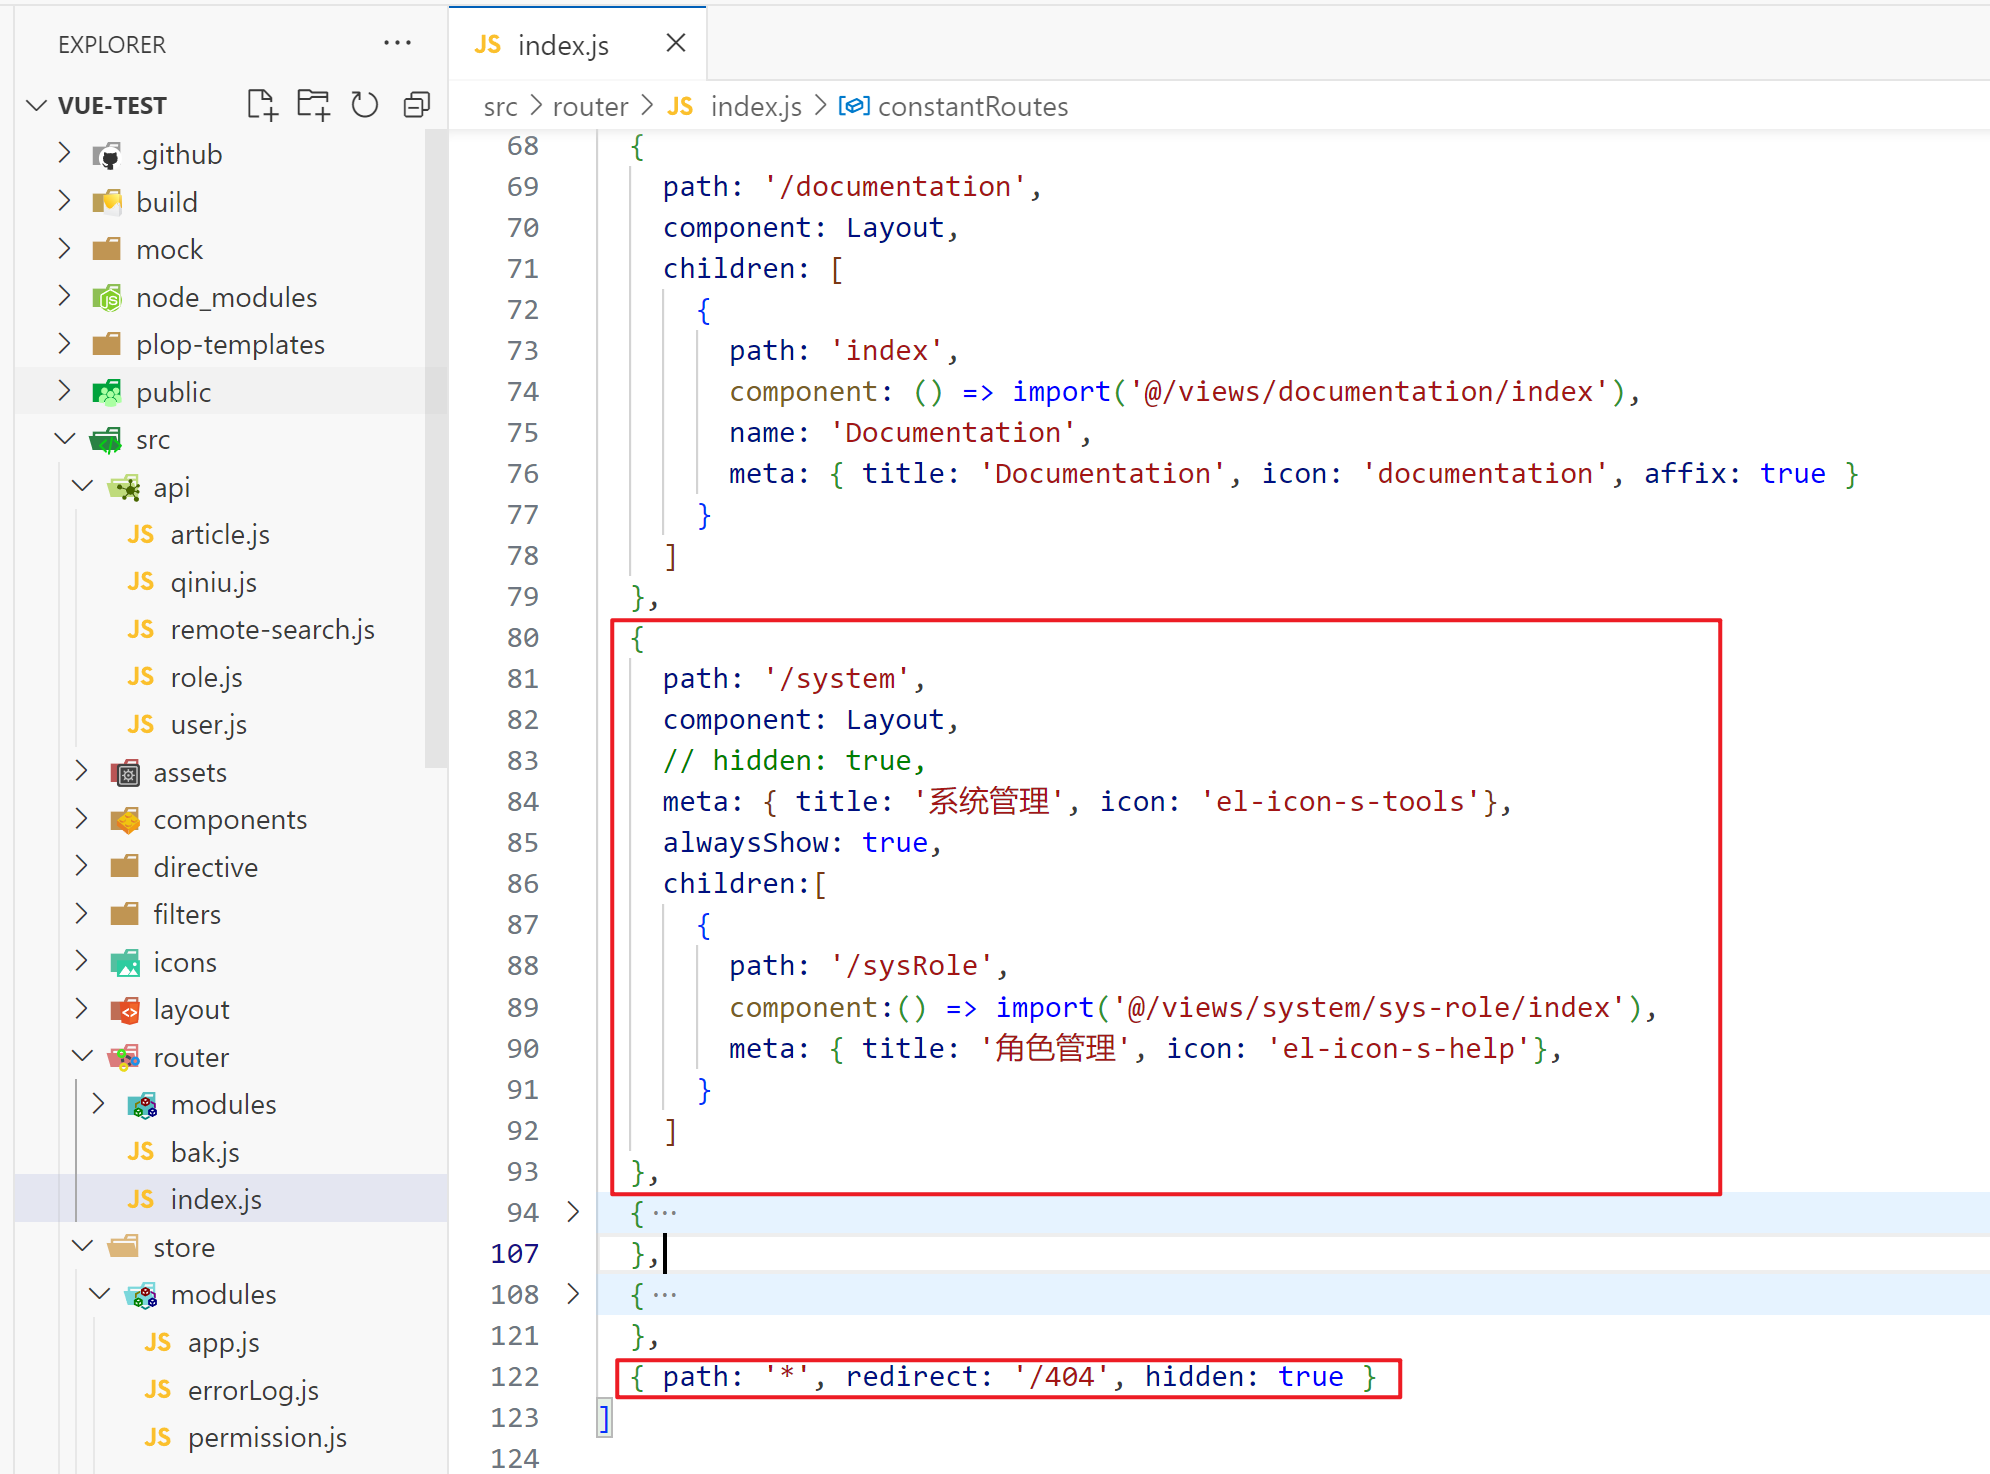 EXPLORER
VUE-TEST
.github
build
mock
node_modules
plop-templates
public
src
api
JS article.js
JS qiniu.js
JS remote-search.js
JS role.js
JS user.js
assets
components
directive
filters
icons
layout
router
modules
JS bak.js
JS index.js
store
modules
JS app.js
JS errorLog.js
JS permission.js
JS index.js
src > router > JS index.js > constantRoutes
68 {
69 path: '/documentation',
70 component: Layout,
71 children: [
72 {
73 path: 'index',
74 component: () => import('@/views/documentation/index'),
75 name: 'Documentation',
76 meta: { title: 'Documentation', icon: 'documentation', affix: true }
77 }
78 ]
79 },
80 {
81 path: '/system',
82 component: Layout,
83 // hidden: true,
84 meta: { title: '系统管理', icon: 'el-icon-s-tools'},
85 alwaysShow: true,
86 children:[
87 {
88 path: '/sysRole',
89 component:() => import('@/views/system/sys-role/index'),
90 meta: { title: '角色管理', icon: 'el-icon-s-help'},
91 }
92 ]
93 },
94 { ···
107 },
108 { ···
121 },
122 { path: '*', redirect: '/404', hidden: true }
123 ]
124